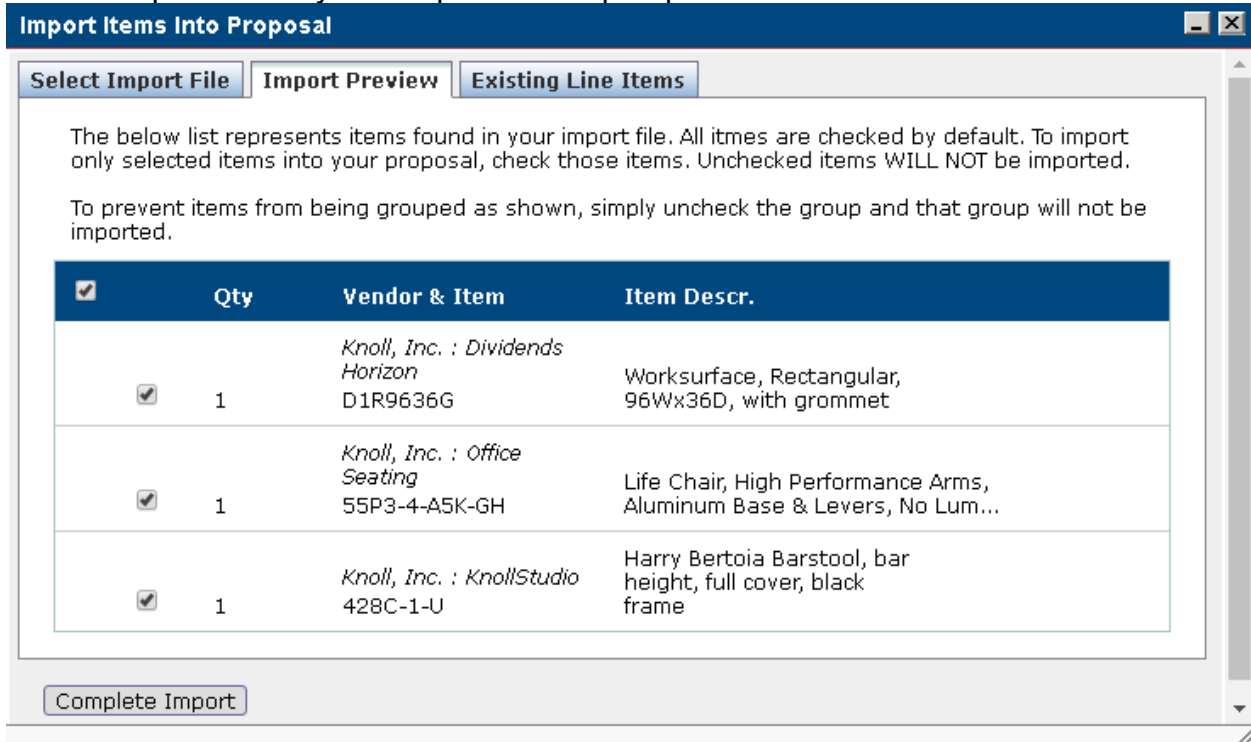 Import Items Into Proposal
Select Import File
Import Preview
Existing Line Items
The below list represents items found in your import file. All itmes are checked by default. To import
only selected items into your proposal, check those items. Unchecked items WILL NOT be imported.
To prevent items from being grouped as shown, simply uncheck the group and that group will not be
imported.
Qty
Vendor & Item
Item Descr.
Knoll, Inc. : Dividends
Horizon
D1R9636G
1
Worksurface, Rectangular,
96Wx36D, with grommet
Knoll, Inc. : Office
Seating
55P3-4-A5K-GH
1
Life Chair, High Performance Arms,
Aluminum Base & Levers, No Lum...
Knoll, Inc. : KnollStudio
428C-1-U
1
Harry Bertoia Barstool, bar
height, full cover, black
frame
Complete Import